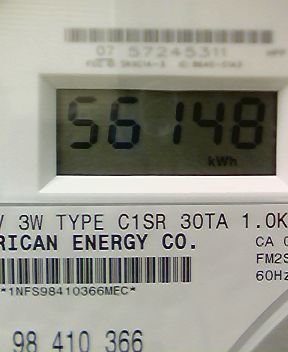 07 57245311
56148
kWh
V 3W TYPE C1SR 30TA 1.0K
RICAN ENERGY CO.
CA 0
FM2S
60Hz
*1NFS98410366MEC*
98 410 366